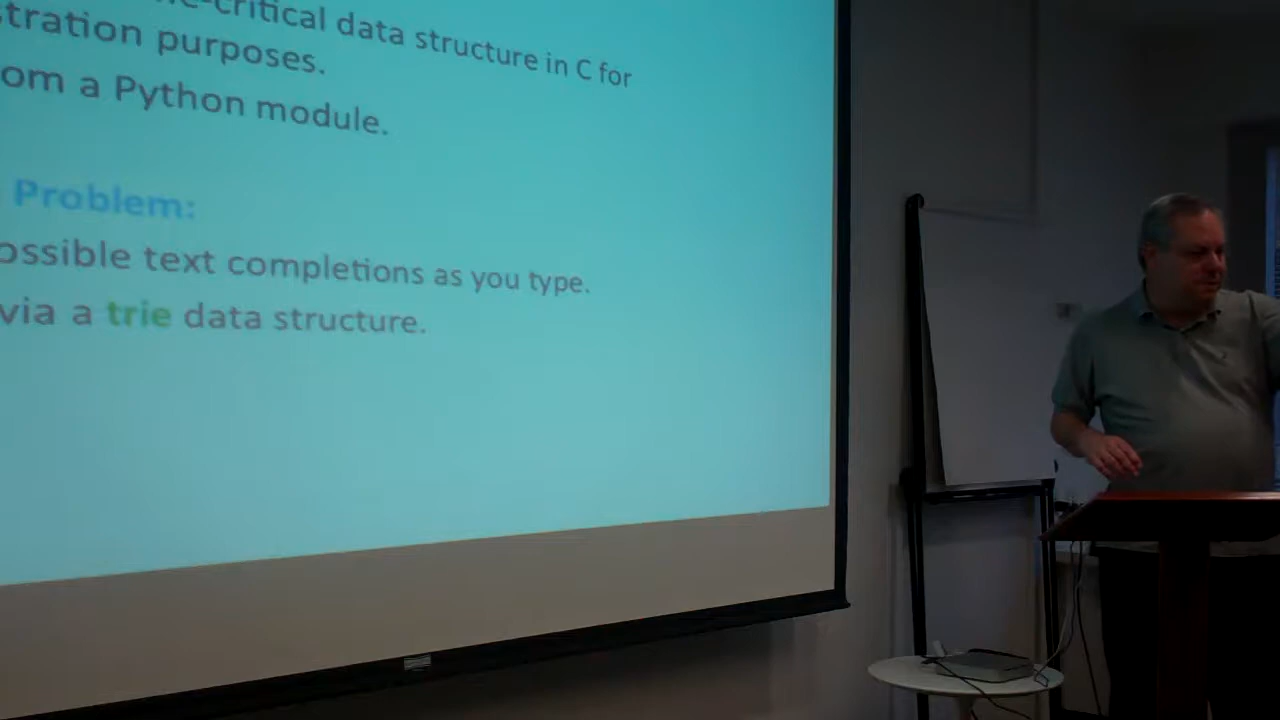 critical data structure in C for
stration purposes.
om a Python module.
Problem:
ossible text completions as you type.
via a trie data structure.